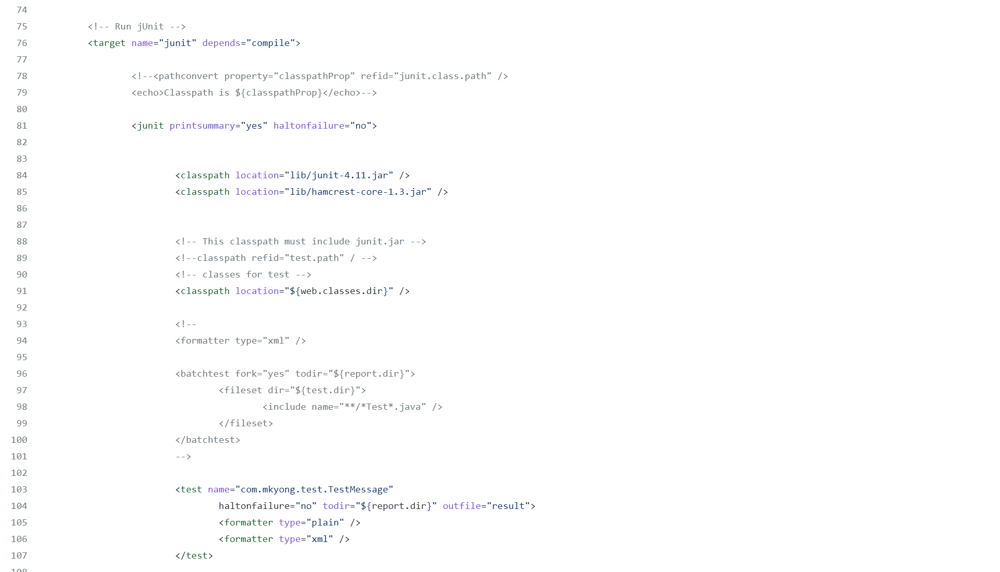 74
75 <!-- Run jUnit -->
76 <target name="junit" depends="compile">
77
78 <!--<pathconvert property="classpathProp" refid="junit.class.path" />
79 <echo>Classpath is ${classpathProp}</echo>-->
80
81 <junit printsummary="yes" haltonfailure="no">
82
83
84 <classpath location="lib/junit-4.11.jar" />
85 <classpath location="lib/hamcrest-core-1.3.jar" />
86
87
88 <!-- This classpath must include junit.jar -->
89 <!--classpath refid="test.path" / -->
90 <!-- classes for test -->
91 <classpath location="${web.classes.dir}" />
92
93 <!--
94 <formatter type="xml" />
95
96 <batchtest fork="yes" todir="${report.dir}">
97 <fileset dir="${test.dir}">
98 <include name="**/*Test*.java" />
99 </fileset>
100 </batchtest>
101 -->
102
103 <test name="com.mkyong.test.TestMessage"
104 haltonfailure="no" todir="${report.dir}" outfile="result">
105 <formatter type="plain" />
106 <formatter type="xml" />
107 </test>
108